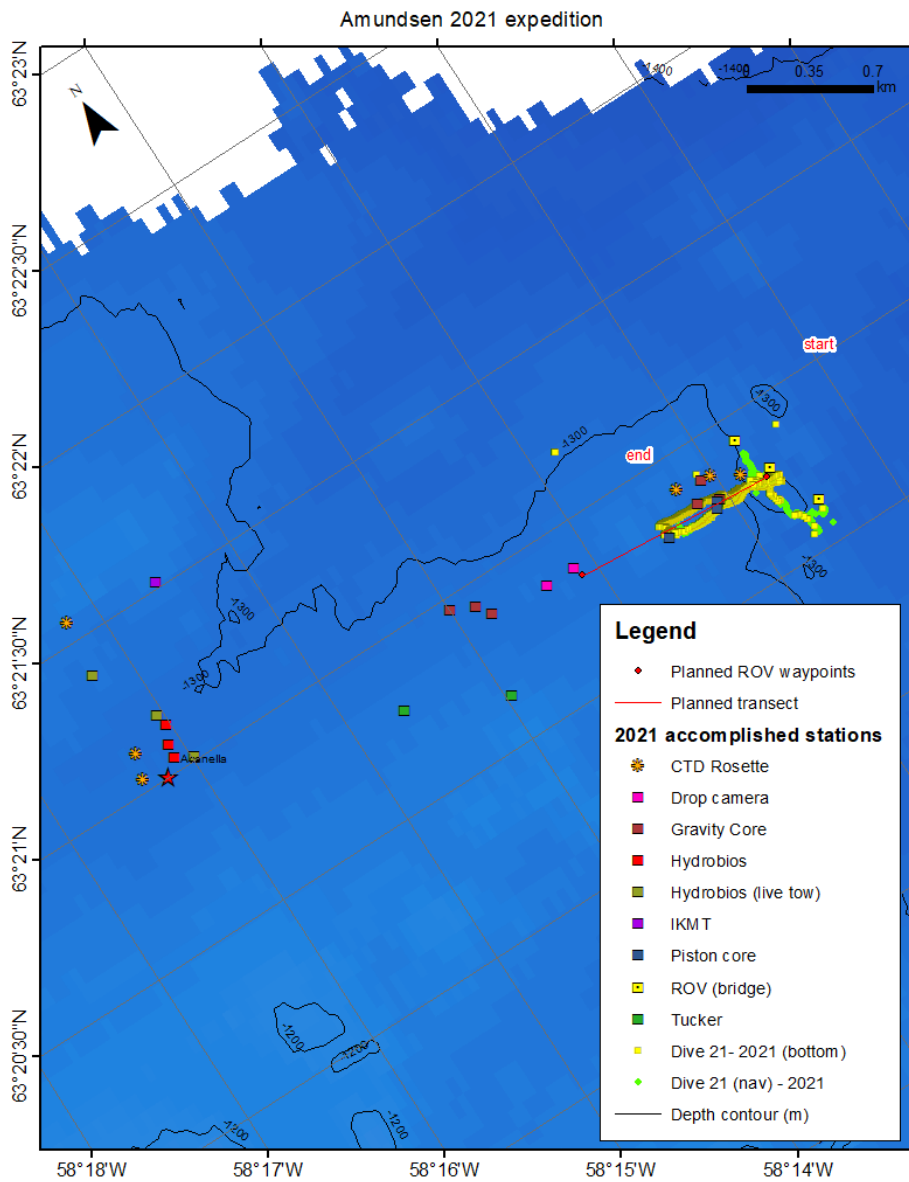 Amundsen 2021 expedition
63°23'N
63°22'30"N
63°22'N
63°21'30"N
63°21'N
63°20'30"N
N
-1400
-1400
0 0.35 0.7
km
start
-1300
-1300
end
-1300
-1300
-1300
Acanella
-1200
-1200
-1200
-1200
Legend
Planned ROV waypoints
Planned transect
2021 accomplished stations
CTD Rosette
Drop camera
Gravity Core
Hydrobios
Hydrobios (live tow)
IKMT
Piston core
ROV (bridge)
Tucker
Dive 21- 2021 (bottom)
Dive 21 (nav) - 2021
Depth contour (m)
58°18'W 58°17'W 58°16'W 58°15'W 58°14'W